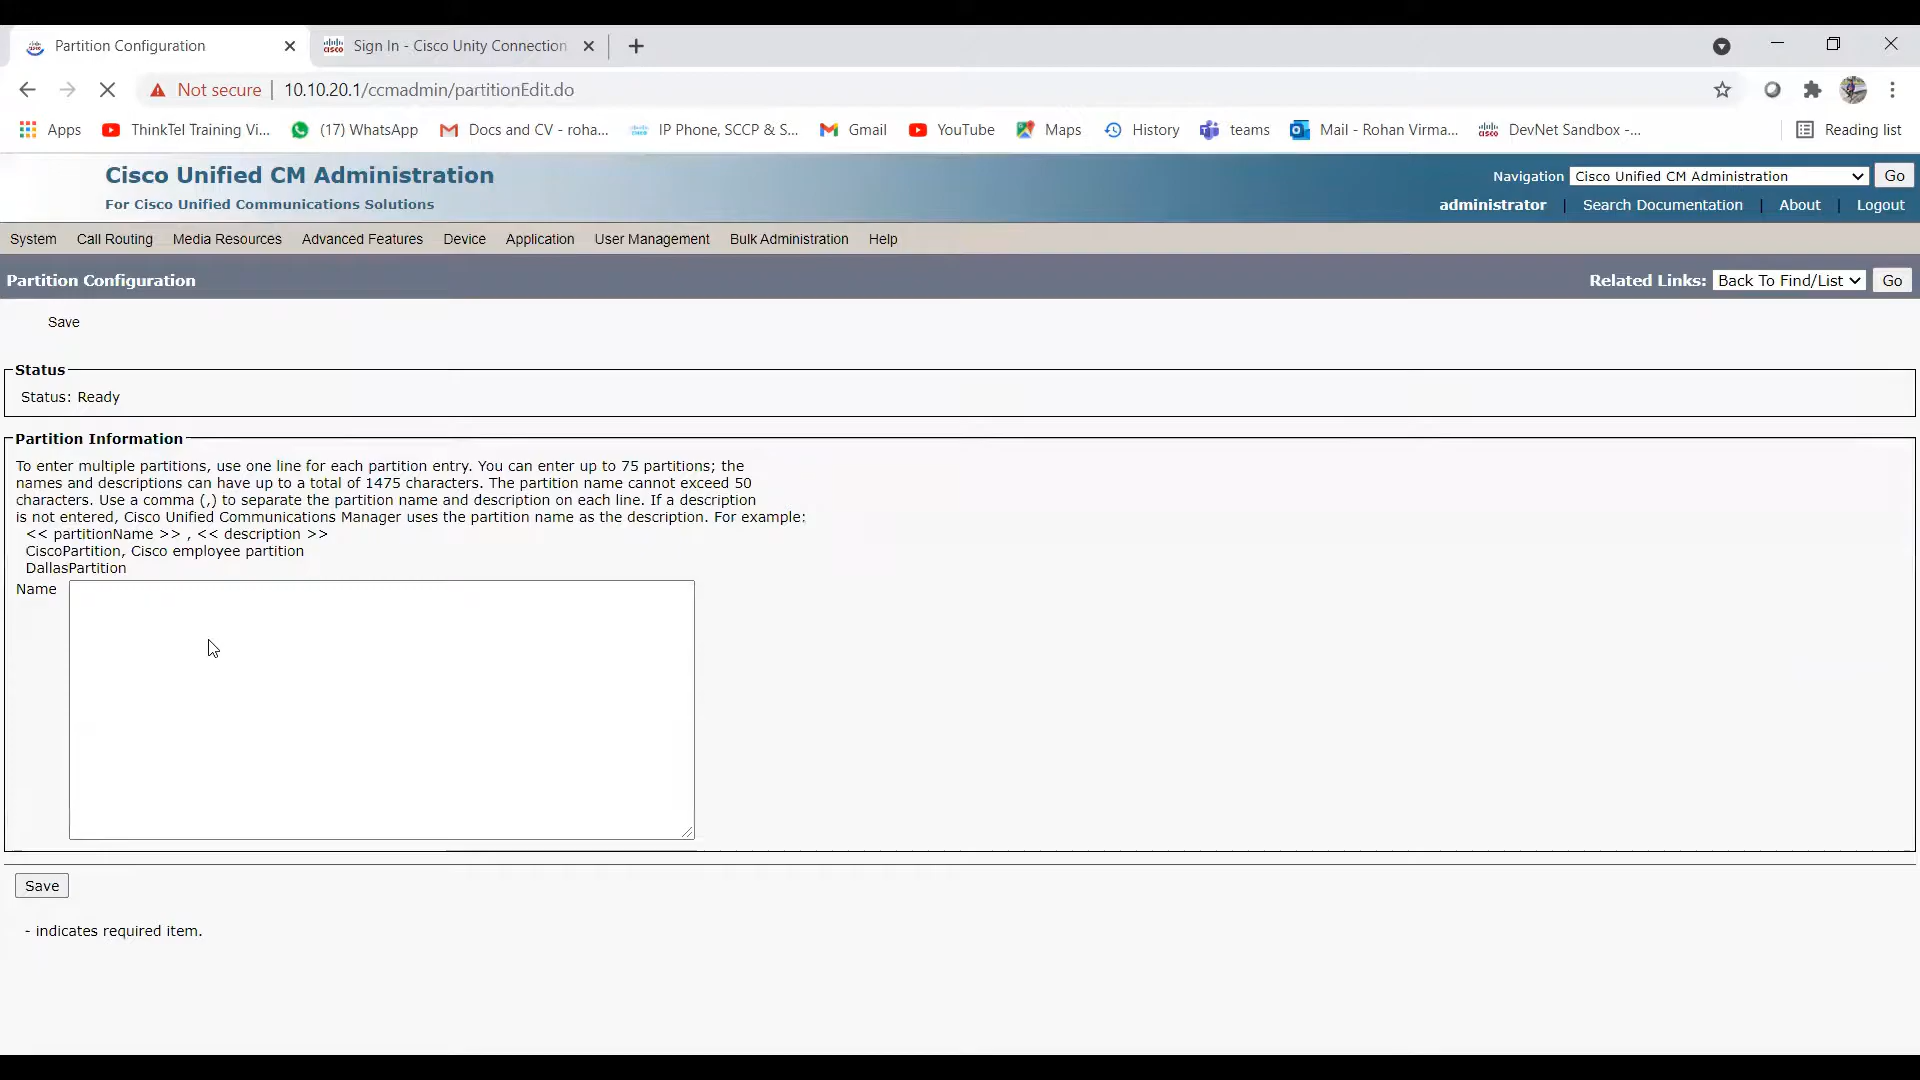 Partition Configuration
Sign In - Cisco Unity Connection
Not secure | 10.10.20.1/ccmadmin/partitionEdit.do
Apps ThinkTel Training Vi... (17) WhatsApp Docs and CV - roha... IP Phone, SCCP & S... Gmail YouTube Maps History teams Mail - Rohan Virma... DevNet Sandbox -... Reading list
Cisco Unified CM Administration
For Cisco Unified Communications Solutions
Navigation Cisco Unified CM Administration Go
administrator | Search Documentation | About | Logout
System Call Routing Media Resources Advanced Features Device Application User Management Bulk Administration Help
Partition Configuration
Related Links: Back To Find/List Go
Save
Status
Status: Ready
Partition Information
To enter multiple partitions, use one line for each partition entry. You can enter up to 75 partitions; the
names and descriptions can have up to a total of 1475 characters. The partition name cannot exceed 50
characters. Use a comma (,) to separate the partition name and description on each line. If a description
is not entered, Cisco Unified Communications Manager uses the partition name as the description. For example:
<< partitionName >> , << description >>
CiscoPartition, Cisco employee partition
DallasPartition
Name
Save
- indicates required item.